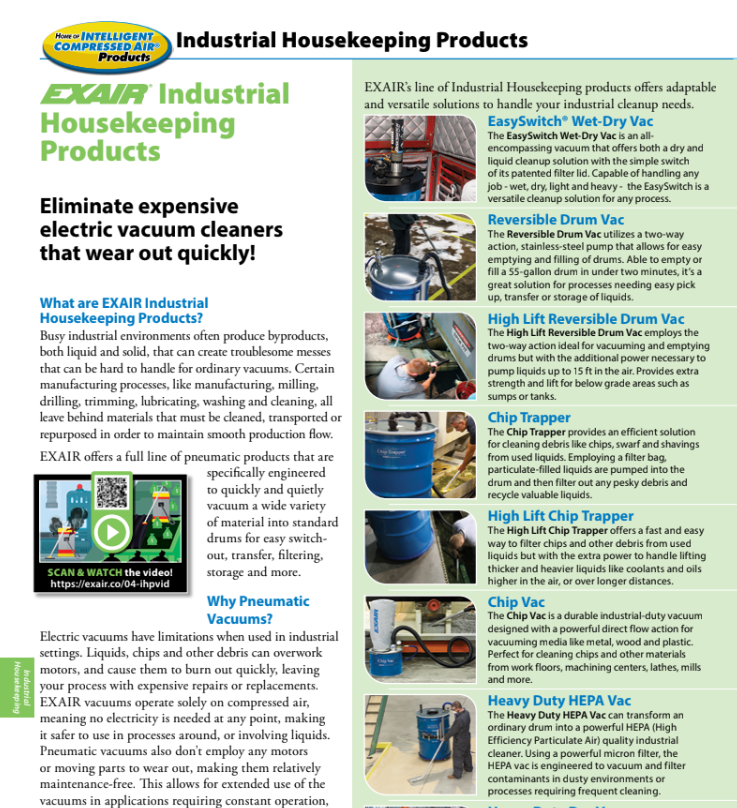 HOME OF INTELLIGENT
COMPRESSED AIR®
Products
Industrial Housekeeping Products
EXAIR® Industrial
Housekeeping
Products
Eliminate expensive
electric vacuum cleaners
that wear out quickly!
What are EXAIR Industrial
Housekeeping Products?
Busy industrial environments often produce byproducts,
both liquid and solid, that can create troublesome messes
that can be hard to handle for ordinary vacuums. Certain
manufacturing processes, like manufacturing, milling,
drilling, trimming, lubricating, washing and cleaning, all
leave behind materials that must be cleaned, transported or
repurposed in order to maintain smooth production flow.
EXAIR offers a full line of pneumatic products that are
specifically engineered
to quickly and quietly
vacuum a wide variety
of material into standard
drums for easy switch-
out, transfer, filtering,
storage and more.
SCAN & WATCH the video!
https://exair.co/04-ihpvid
Why Pneumatic
Vacuums?
Electric vacuums have limitations when used in industrial
settings. Liquids, chips and other debris can overwork
motors, and cause them to burn out quickly, leaving
your process with expensive repairs or replacements.
EXAIR vacuums operate solely on compressed air,
meaning no electricity is needed at any point, making
it safer to use in processes around, or involving liquids.
Pneumatic vacuums also don't employ any motors
or moving parts to wear out, making them relatively
maintenance-free. This allows for extended use of the
vacuums in applications requiring constant operation,
Industrial
Housekeeping
EXAIR's line of Industrial Housekeeping products offers adaptable
and versatile solutions to handle your industrial cleanup needs.
EasySwitch® Wet-Dry Vac
The EasySwitch Wet-Dry Vac is an all-
encompassing vacuum that offers both a dry and
liquid cleanup solution with the simple switch
of its patented filter lid. Capable of handling any
job - wet, dry, light and heavy - the EasySwitch is a
versatile cleanup solution for any process.
Reversible Drum Vac
The Reversible Drum Vac utilizes a two-way
action, stainless-steel pump that allows for easy
emptying and filling of drums. Able to empty or
fill a 55-gallon drum in under two minutes, it's a
great solution for processes needing easy pick
up, transfer or storage of liquids.
High Lift Reversible Drum Vac
The High Lift Reversible Drum Vac employs the
two-way action ideal for vacuuming and emptying
drums but with the additional power necessary to
pump liquids up to 15 ft in the air. Provides extra
strength and lift for below grade areas such as
sumps or tanks.
Chip Trapper
The Chip Trapper provides an efficient solution
for cleaning debris like chips, swarf and shavings
from used liquids. Employing a filter bag,
particulate-filled liquids are pumped into the
drum and then filter out any pesky debris and
recycle valuable liquids.
High Lift Chip Trapper
The High Lift Chip Trapper offers a fast and easy
way to filter chips and other debris from used
liquids but with the extra power to handle lifting
thicker and heavier liquids like coolants and oils
higher in the air, or over longer distances.
Chip Vac
The Chip Vac is a durable industrial-duty vacuum
designed with a powerful direct flow action for
vacuuming media like metal, wood and plastic.
Perfect for cleaning chips and other materials
from work floors, machining centers, lathes, mills
and more.
Heavy Duty HEPA Vac
The Heavy Duty HEPA Vac can transform an
ordinary drum into a powerful HEPA (High
Efficiency Particulate Air) quality industrial
cleaner. Using a powerful micron filter, the
HEPA vac is engineered to vacuum and filter
contaminants in dusty environments or
processes requiring frequent cleaning.